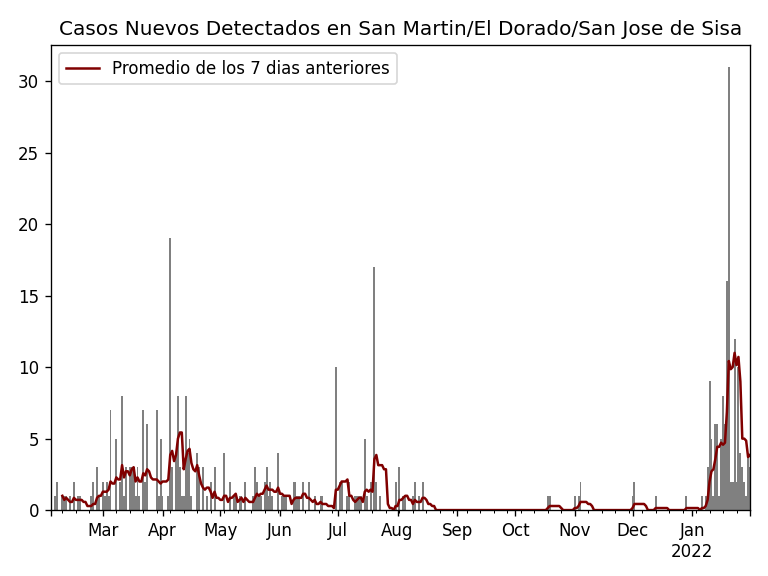 Casos Nuevos Detectados en San Martin/El Dorado/San Jose de Sisa
Promedio de los 7 dias anteriores
30
25
20
15
10
5
0
Mar Apr May Jun Jul Aug Sep Oct Nov Dec Jan
2022